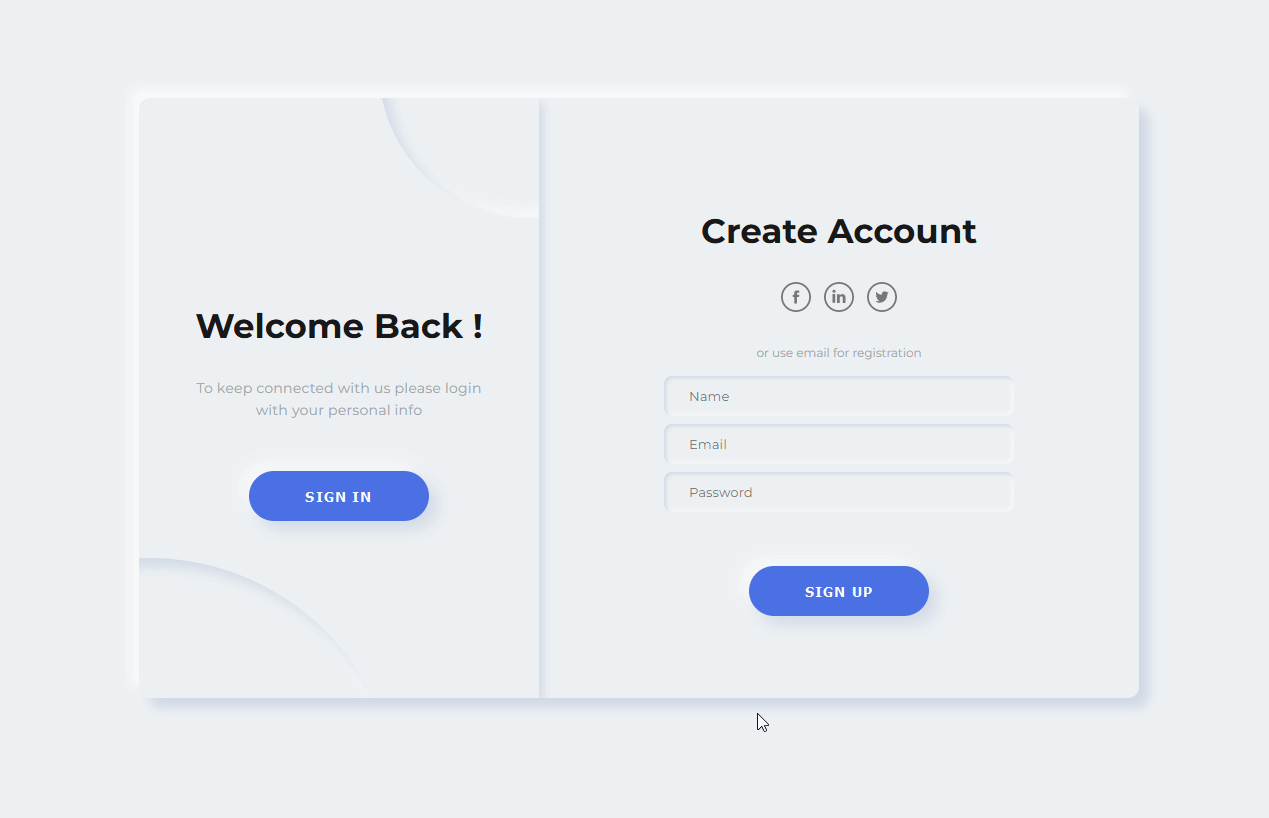 Welcome Back !
To keep connected with us please login
with your personal info
SIGN IN
Create Account
or use email for registration
Name
Email
Password
SIGN UP